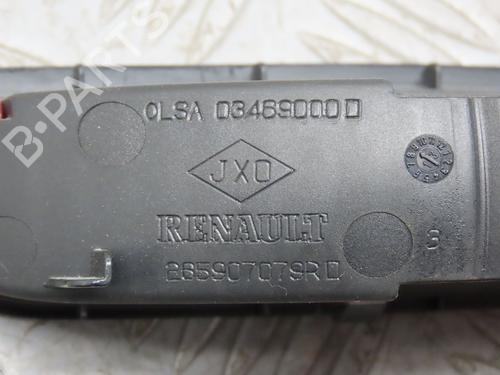 OLSA 03469000D
JXO
RENAULT
265907079R D
3
B-PARTS